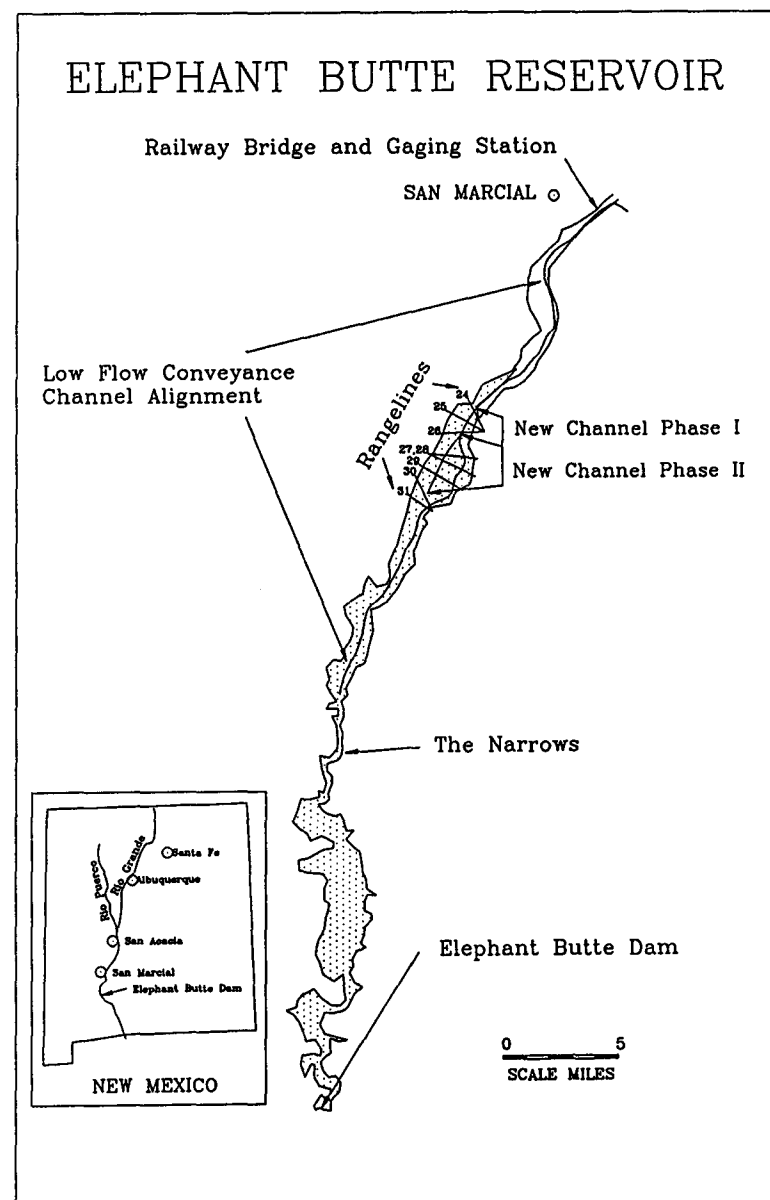 ELEPHANT BUTTE RESERVOIR
Railway Bridge and Gaging Station
SAN MARCIAL
Low Flow Conveyance
Channel Alignment
Rangelines
24
25
26
27,28
29
30
31
New Channel Phase I
New Channel Phase II
The Narrows
Elephant Butte Dam
0 5
SCALE MILES
Rio Puerco
Rio Grande
Santa Fe
Albuquerque
San Acacia
San Marcial
Elephant Butte Dam
NEW MEXICO